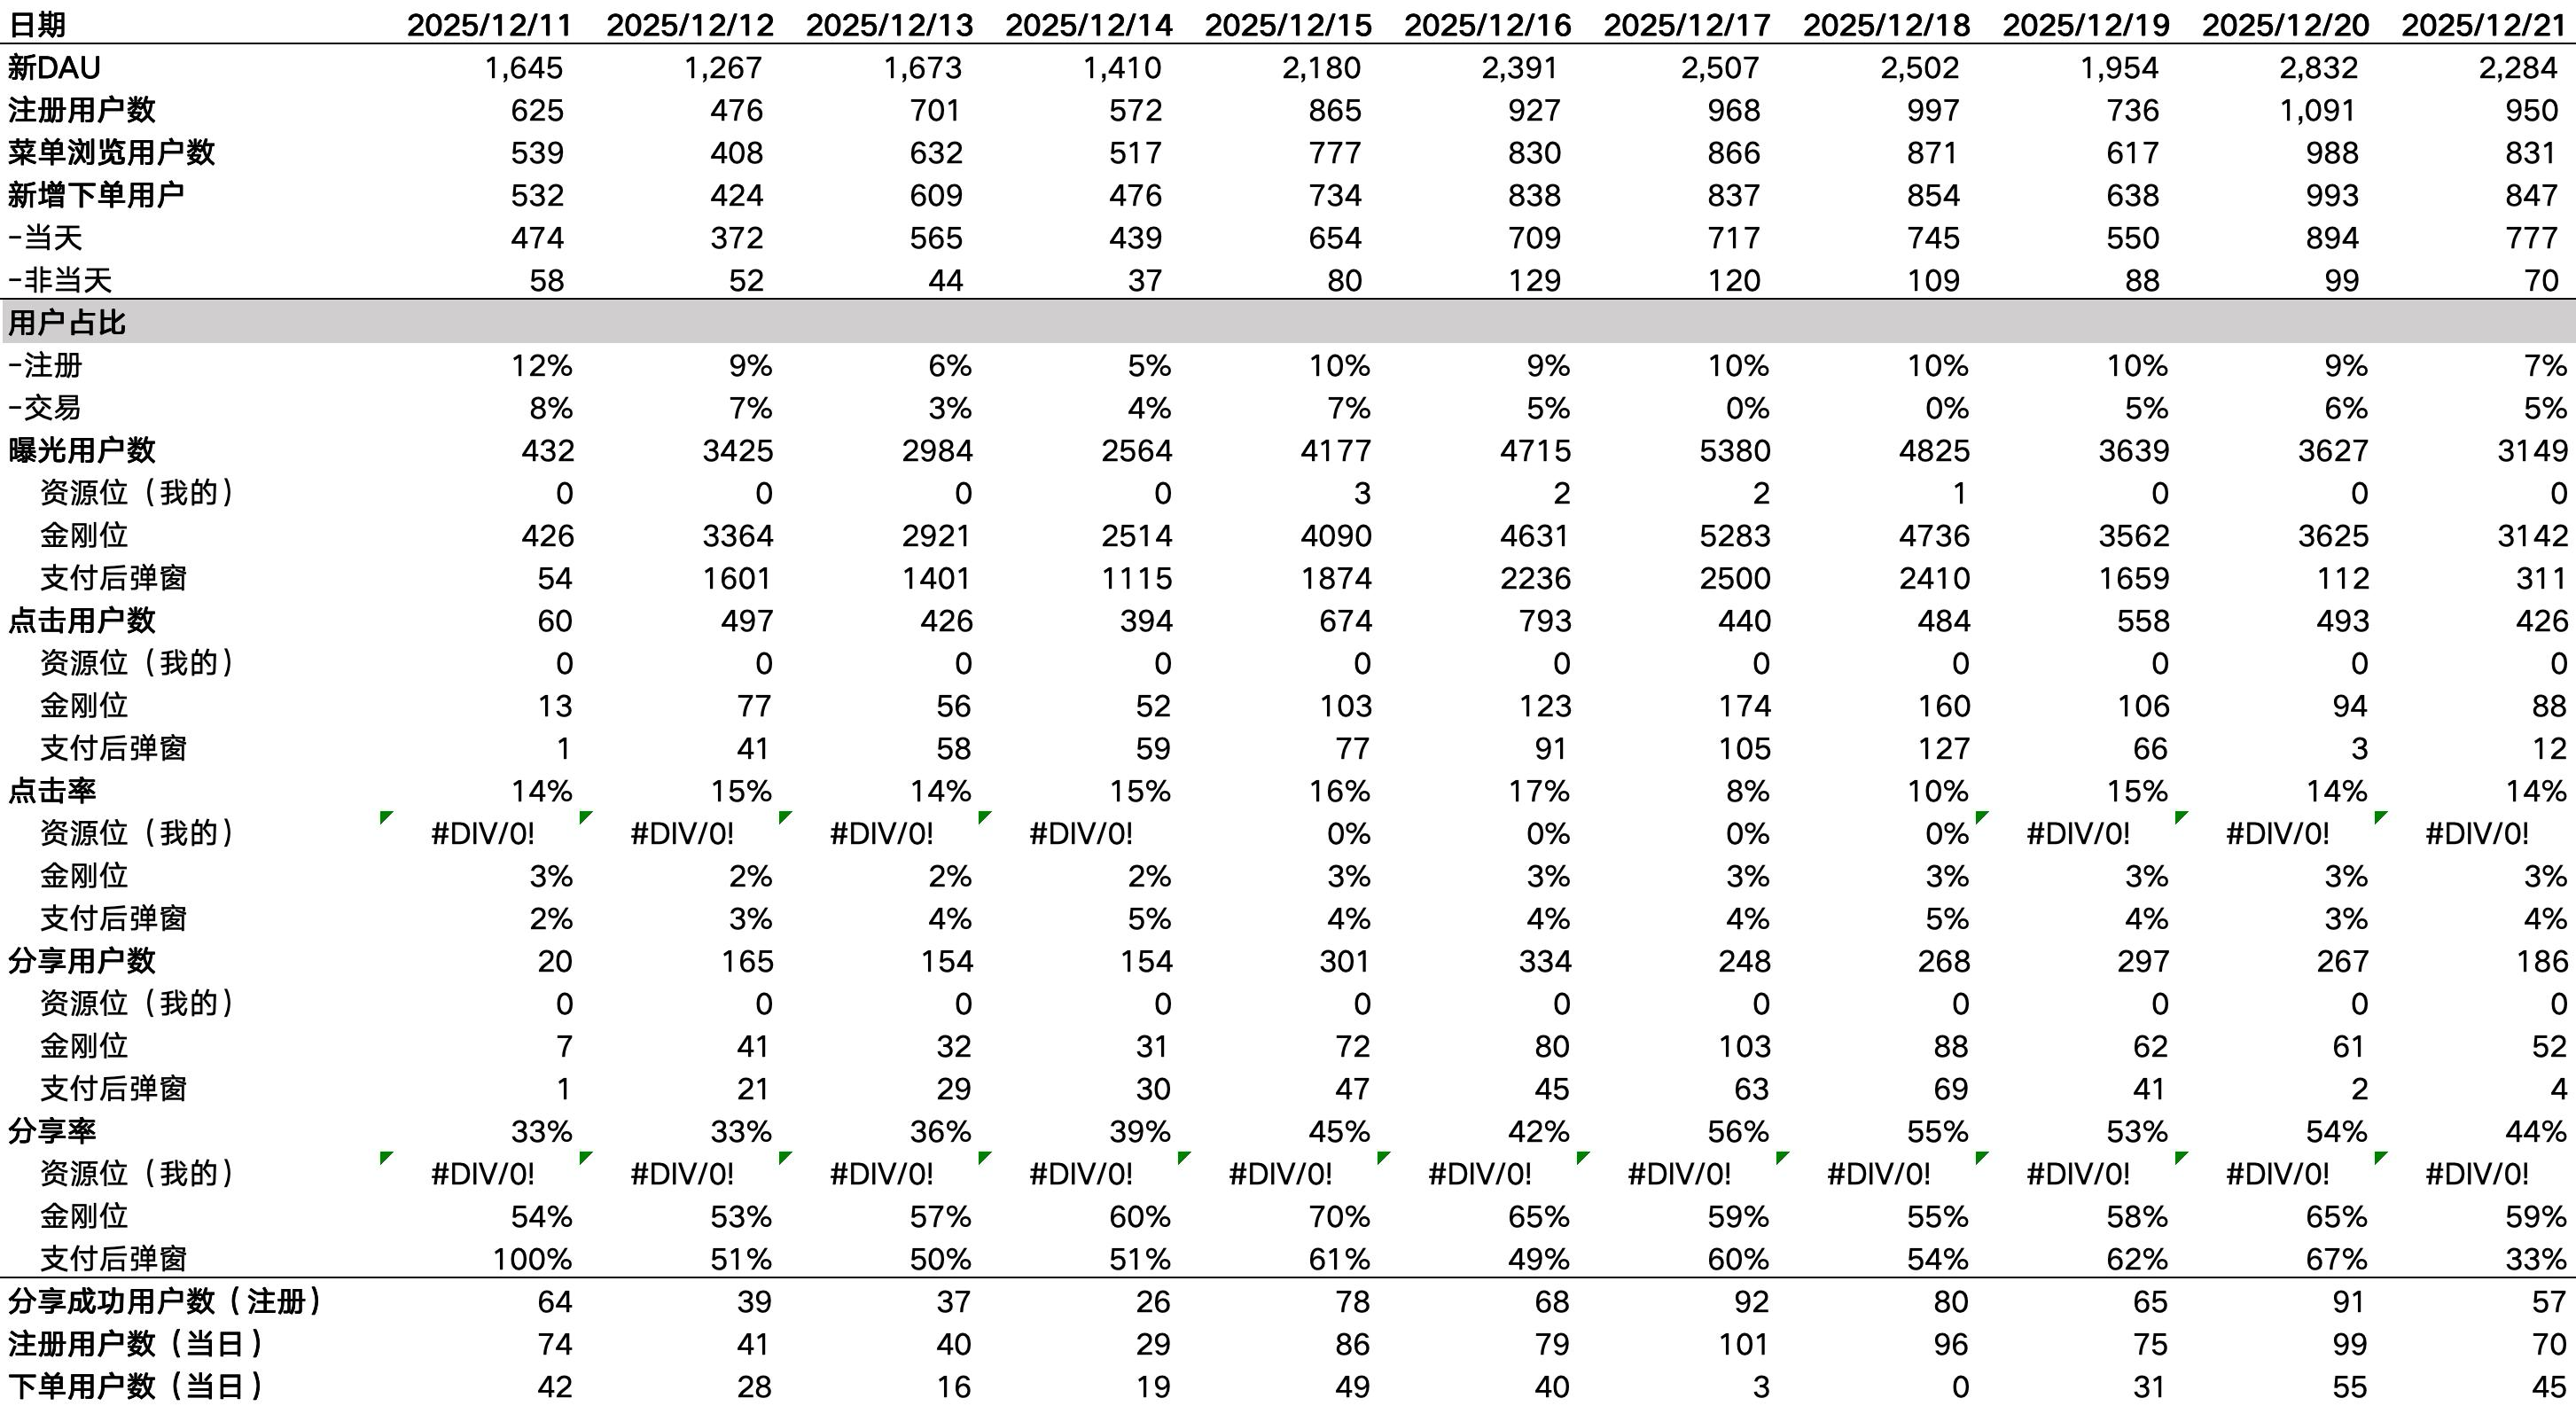 日期 2025/12/11 2025/12/12 2025/12/13 2025/12/14 2025/12/15 2025/12/16 2025/12/17 2025/12/18 2025/12/19 2025/12/20 2025/12/21
新DAU 1,645 1,267 1,673 1,410 2,180 2,391 2,507 2,502 1,954 2,832 2,284
注册用户数 625 476 701 572 865 927 968 997 736 1,091 950
菜单浏览用户数 539 408 632 517 777 830 866 871 617 988 831
新增下单用户 532 424 609 476 734 838 837 854 638 993 847
-当天 474 372 565 439 654 709 717 745 550 894 777
-非当天 58 52 44 37 80 129 120 109 88 99 70
用户占比
-注册 12% 9% 6% 5% 10% 9% 10% 10% 10% 9% 7%
-交易 8% 7% 3% 4% 7% 5% 0% 0% 5% 6% 5%
曝光用户数 432 3425 2984 2564 4177 4715 5380 4825 3639 3627 3149
资源位（我的） 0 0 0 0 3 2 2 1 0 0 0
金刚位 426 3364 2921 2514 4090 4631 5283 4736 3562 3625 3142
支付后弹窗 54 1601 1401 1115 1874 2236 2500 2410 1659 112 311
点击用户数 60 497 426 394 674 793 440 484 558 493 426
资源位（我的） 0 0 0 0 0 0 0 0 0 0 0
金刚位 13 77 56 52 103 123 174 160 106 94 88
支付后弹窗 1 41 58 59 77 91 105 127 66 3 12
点击率 14% 15% 14% 15% 16% 17% 8% 10% 15% 14% 14%
资源位（我的） #DIV/0! #DIV/0! #DIV/0! #DIV/0! 0% 0% 0% 0% #DIV/0! #DIV/0! #DIV/0!
金刚位 3% 2% 2% 2% 3% 3% 3% 3% 3% 3% 3%
支付后弹窗 2% 3% 4% 5% 4% 4% 4% 5% 4% 3% 4%
分享用户数 20 165 154 154 301 334 248 268 297 267 186
资源位（我的） 0 0 0 0 0 0 0 0 0 0 0
金刚位 7 41 32 31 72 80 103 88 62 61 52
支付后弹窗 1 21 29 30 47 45 63 69 41 2 4
分享率 33% 33% 36% 39% 45% 42% 56% 55% 53% 54% 44%
资源位（我的） #DIV/0! #DIV/0! #DIV/0! #DIV/0! #DIV/0! #DIV/0! #DIV/0! #DIV/0! #DIV/0! #DIV/0! #DIV/0!
金刚位 54% 53% 57% 60% 70% 65% 59% 55% 58% 65% 59%
支付后弹窗 100% 51% 50% 51% 61% 49% 60% 54% 62% 67% 33%
分享成功用户数（注册） 64 39 37 26 78 68 92 80 65 91 57
注册用户数（当日） 74 41 40 29 86 79 101 96 75 99 70
下单用户数（当日） 42 28 16 19 49 40 3 0 31 55 45